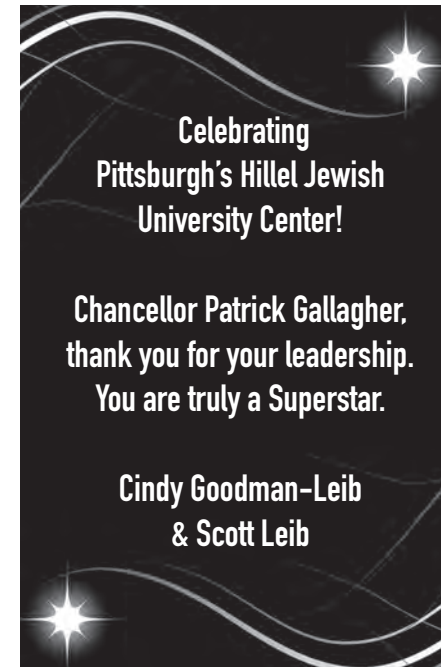 Celebrating
Pittsburgh’s Hillel Jewish
University Center!
Chancellor Patrick Gallagher,
thank you for your leadership.
You are truly a Superstar.
Cindy Goodman-Leib
& Scott Leib